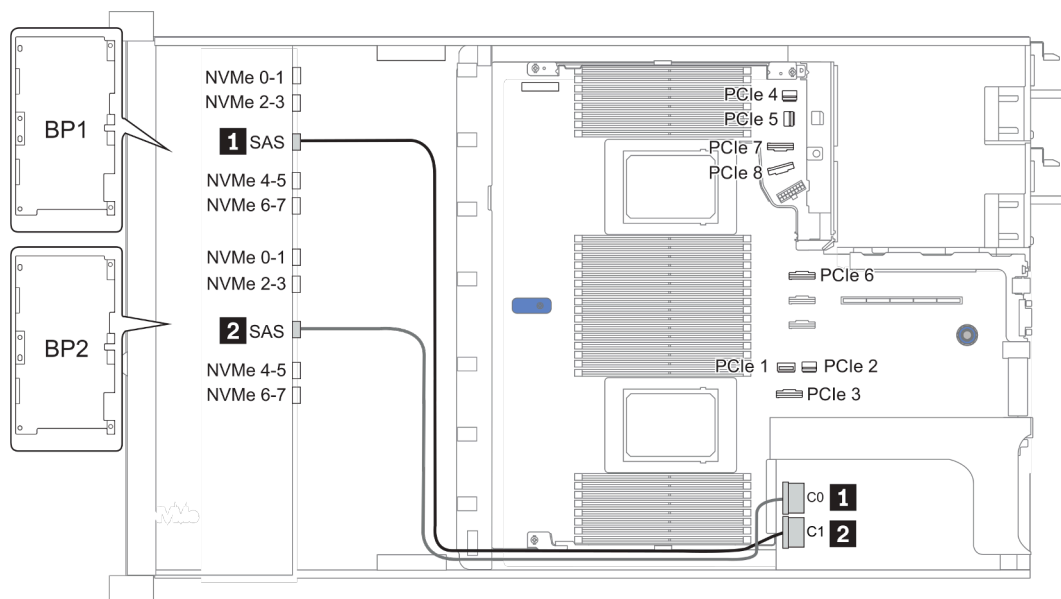 BP1
NVMe 0-1
NVMe 2-3
1 SAS
NVMe 4-5
NVMe 6-7
BP2
NVMe 0-1
NVMe 2-3
2 SAS
NVMe 4-5
NVMe 6-7
PCIe 4
PCIe 5
PCIe 7
PCIe 8
PCIe 6
PCIe 1
PCIe 2
PCIe 3
C0 1
C1 2